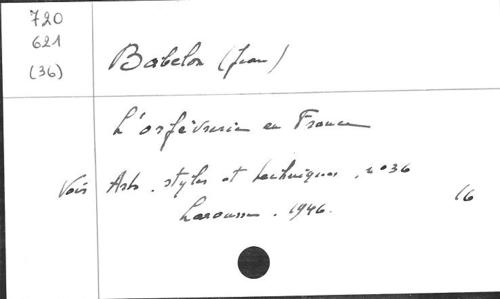 720
621
(36)
Babelon (Jean)
L'orfèvrerie en France
Voir Arts. styles et techniques. n° 36
Larousse. 1946.
16